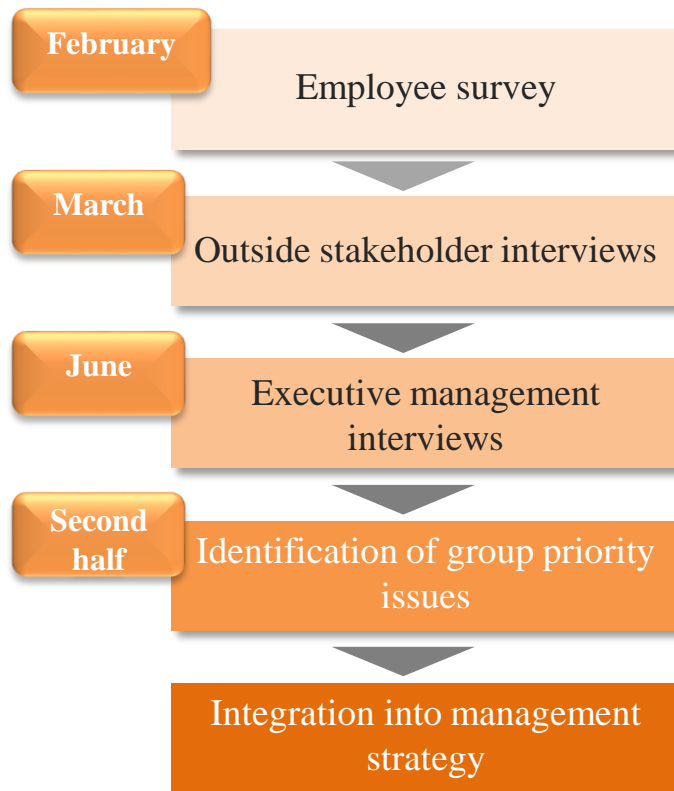 February
Employee survey
March
Outside stakeholder interviews
June
Executive management
interviews
Second
half
Identification of group priority
issues
Integration into management
strategy